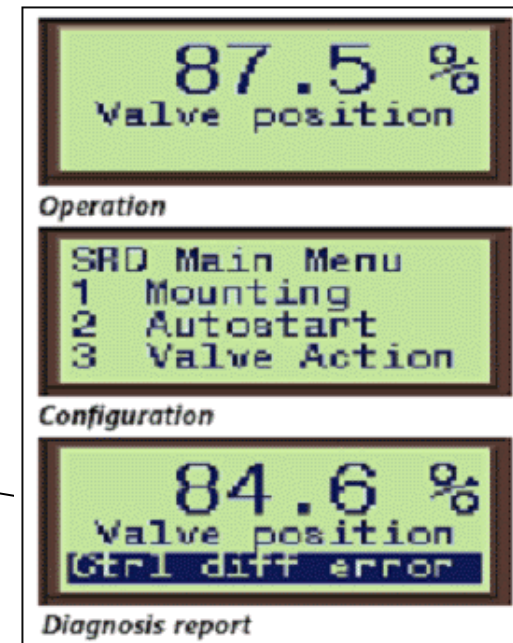 87.5 %
Valve position
Operation
SRD Main Menu
1 Mounting
2 Autostart
3 Valve Action
Configuration
84.6 %
Valve position
Ctrl diff error
Diagnosis report